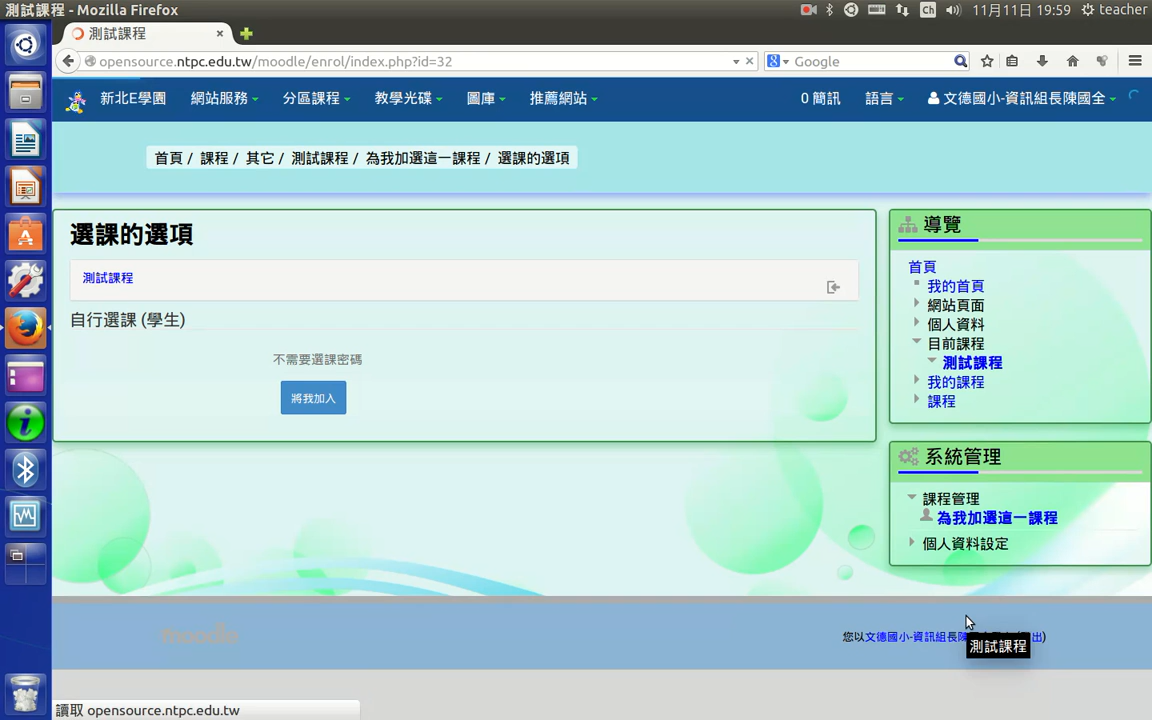 測試課程 - Mozilla Firefox
Ch
11月11日 19:59
teacher
測試課程
opensource.ntpc.edu.tw/moodle/enrol/index.php?id=32
Google
新北E學園 網站服務 分區課程 教學光碟 圖庫 推薦網站 0 簡訊 語言 文德國小-資訊組長陳國全
首頁 / 課程 / 其它 / 測試課程 / 為我加選這一課程 / 選課的選項
選課的選項
測試課程
自行選課 (學生)
不需要選課密碼
將我加入
導覽
首頁
我的首頁
網站頁面
個人資料
目前課程
測試課程
我的課程
課程
系統管理
課程管理
為我加選這一課程
個人資料設定
moodle
您以文德國小-資訊組長陳
出)
測試課程
讀取 opensource.ntpc.edu.tw